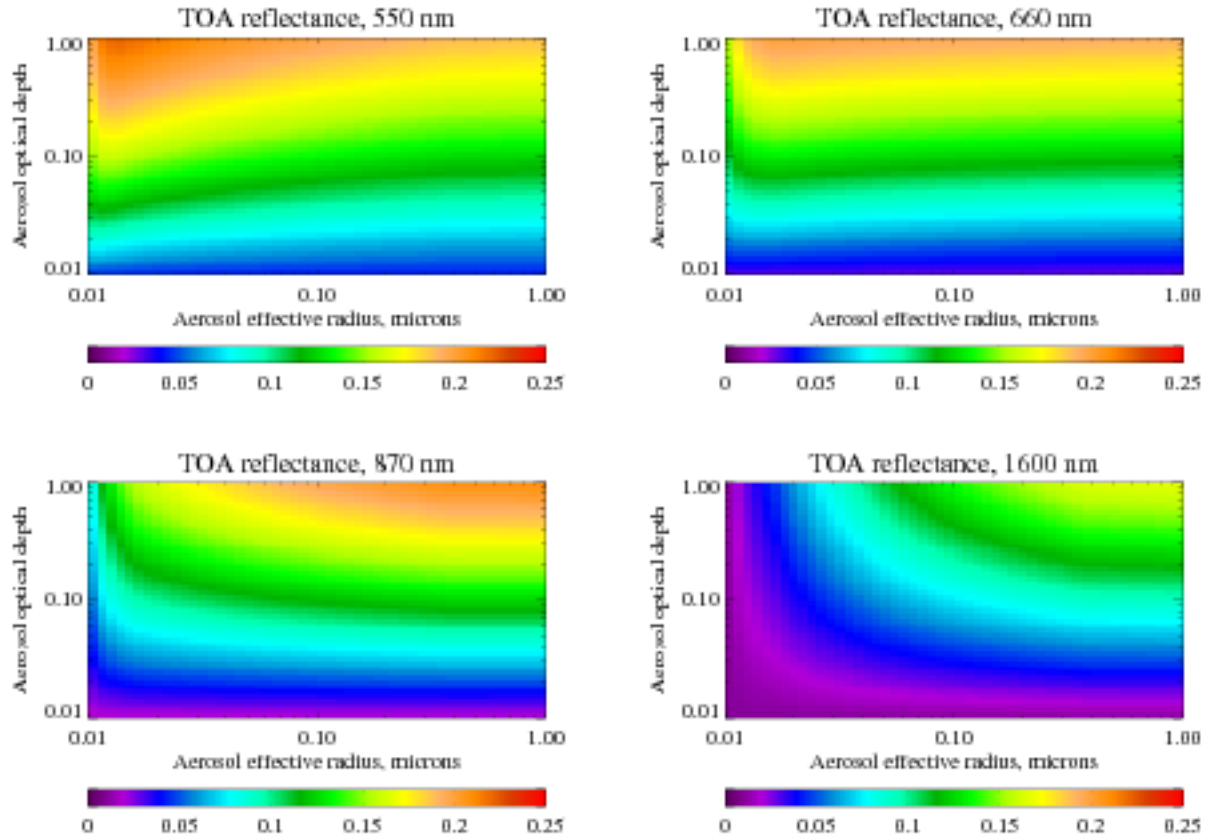 TOA reflectance, 550 nm
1.00
0.10
0.01
Aerosol optical depth
0.01 0.10 1.00
Aerosol effective radius, microns
0 0.05 0.1 0.15 0.2 0.25
TOA reflectance, 660 nm
1.00
0.10
0.01
Aerosol optical depth
0.01 0.10 1.00
Aerosol effective radius, microns
0 0.05 0.1 0.15 0.2 0.25
TOA reflectance, 870 nm
1.00
0.10
0.01
Aerosol optical depth
0.01 0.10 1.00
Aerosol effective radius, microns
0 0.05 0.1 0.15 0.2 0.25
TOA reflectance, 1600 nm
1.00
0.10
0.01
Aerosol optical depth
0.01 0.10 1.00
Aerosol effective radius, microns
0 0.05 0.1 0.15 0.2 0.25